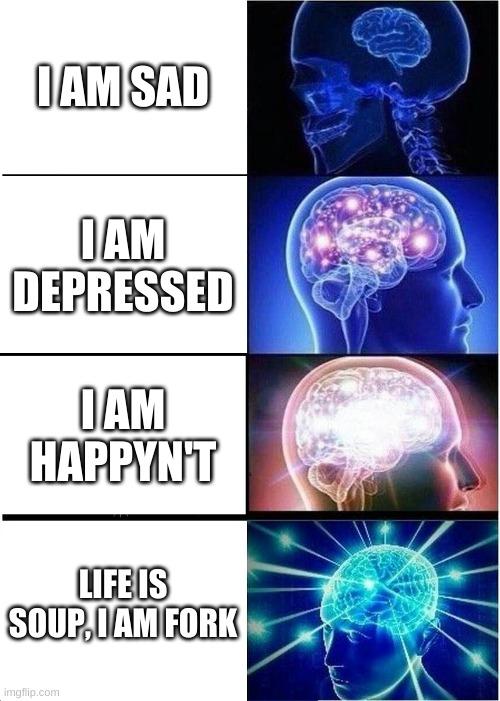 I AM SAD
I AM
DEPRESSED
I AM
HAPPYN'T
LIFE IS
SOUP, I AM FORK
imgflip.com